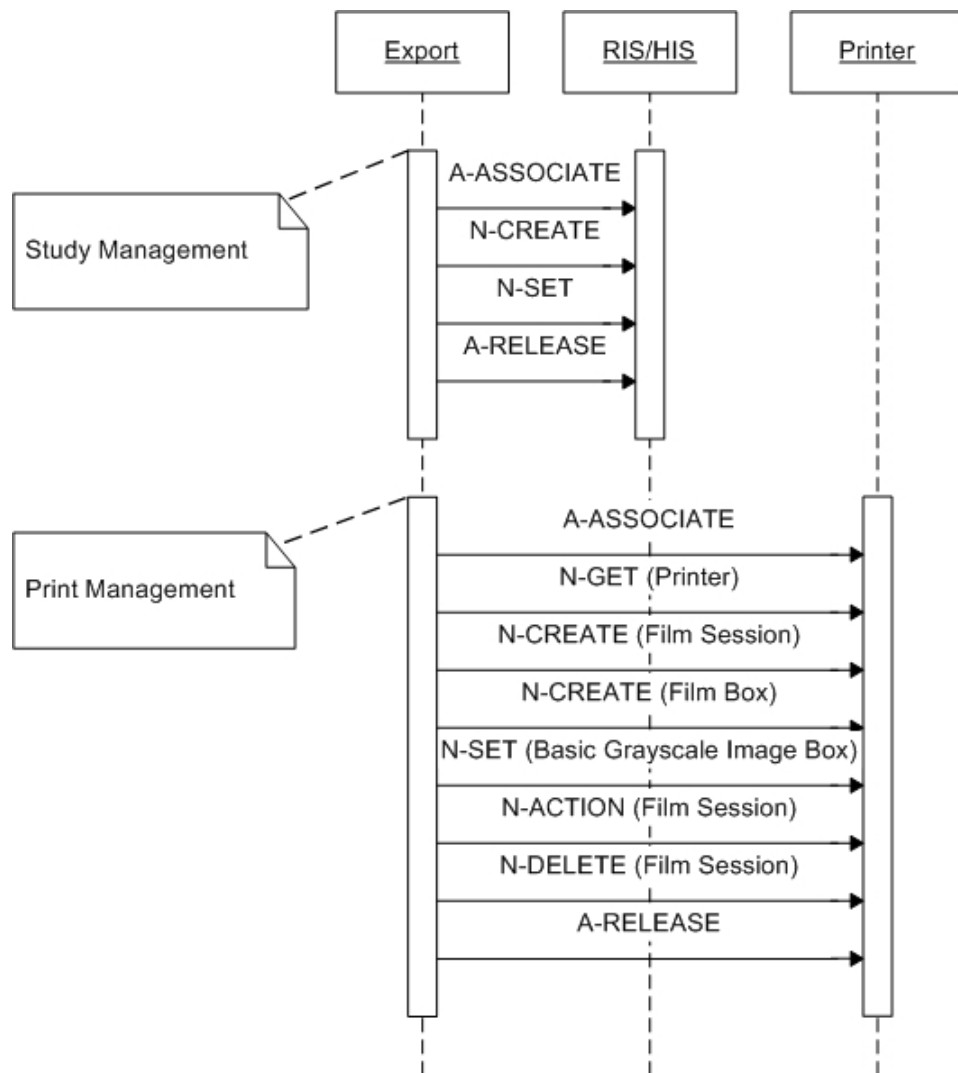 Export
RIS/HIS
Printer
Study Management
A-ASSOCIATE
N-CREATE
N-SET
A-RELEASE
Print Management
A-ASSOCIATE
N-GET (Printer)
N-CREATE (Film Session)
N-CREATE (Film Box)
N-SET (Basic Grayscale Image Box)
N-ACTION (Film Session)
N-DELETE (Film Session)
A-RELEASE